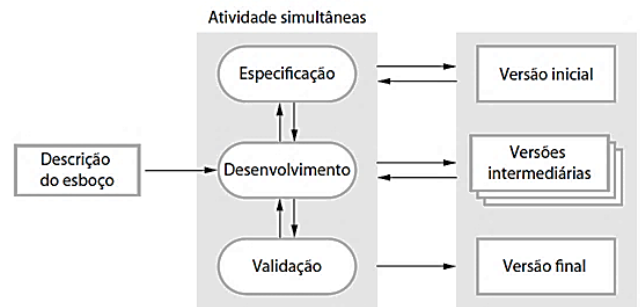 Atividade simultâneas
Especificação
Versão inicial
Descrição
do esboço
Desenvolvimento
Versões
intermediárias
Validação
Versão final